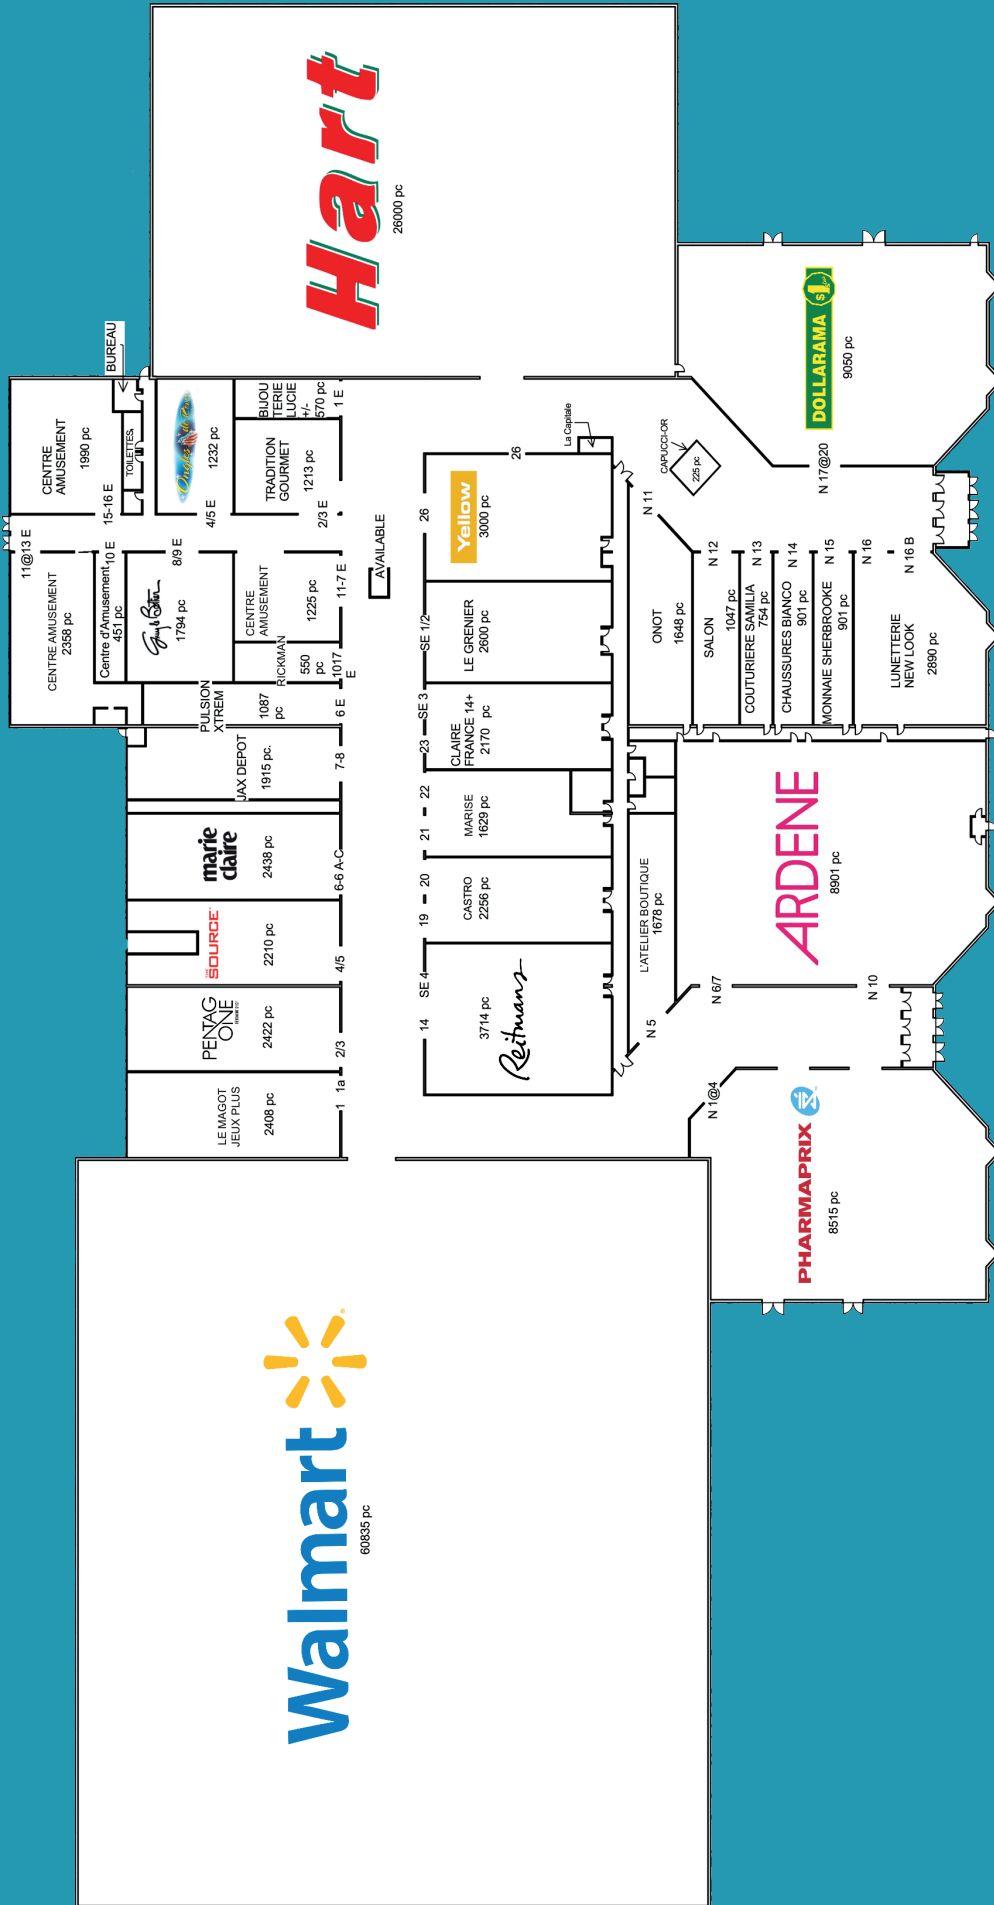 Hart
26000 pc
BUREAU
CENTRE
AMUSEMENT
1990 pc
TOILETTES
15-16 E
11@13 E
CENTRE AMUSEMENT
2358 pc
Centre d'Amusement
451 pc
10 E
1232 pc
4/5 E
BIJOU
TERIE
LUCIE
+/-
570 pc
1 E
TRADITION
GOURMET
1213 pc
2/3 E
8/9 E
1794 pc
CENTRE
AMUSEMENT
1225 pc
11-7 E
RICKMAN
550
pc
1017
E
PULSION
XTREM
1087
pc
6 E
JAX DEPOT
1915 pc.
7-8
marie
claire
2438 pc
6-6 A-C
THE
SOURCE
2210 pc
4/5
PENTAG
ONE
2422 pc
2/3
LE MAGOT
JEUX PLUS
2408 pc
1
1a
AVAILABLE
26
Yellow
3000 pc
26
La Capitale
SE 1/2
LE GRENIER
2600 pc
SE 3
23
CLAIRE
FRANCE 14+
2170 pc
22
21
MARISE
1629 pc
20
19
CASTRO
2256 pc
SE 4
14
3714 pc
Reitmans
CAPUCCI-OR
225 pc
N 11
ONOT
1648 pc
N 12
SALON
1047 pc
N 13
COUTURIERE SAMILIA
754 pc
N 14
CHAUSSURES BIANCO
901 pc
N 15
MONNAIE SHERBROOKE
901 pc
N 16
N 16 B
LUNETTERIE
NEW LOOK
2890 pc
DOLLARAMA $1
9050 pc
N 17@20
L'ATELIER BOUTIQUE
1678 pc
N 5
N 6/7
N 10
ARDENE
8901 pc
N 1@4
PHARMAPRIX
8515 pc
Walmart
60835 pc